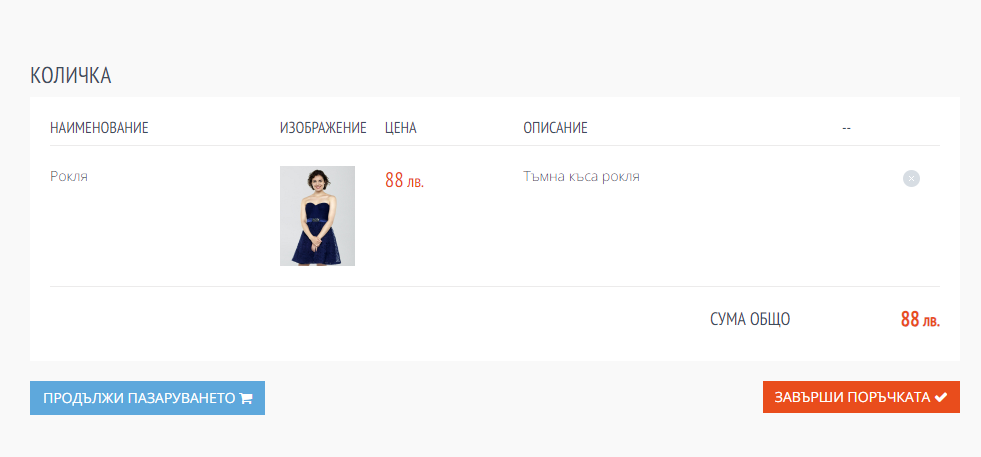 КОЛИЧКА
НАИМЕНОВАНИЕ ИЗОБРАЖЕНИЕ ЦЕНА ОПИСАНИЕ --
Рокля 88 лв. Тъмна къса рокля
СУМА ОБЩО 88 лв.
ПРОДЪЛЖИ ПАЗАРУВАНЕТО ЗАВЪРШИ ПОРЪЧКАТА